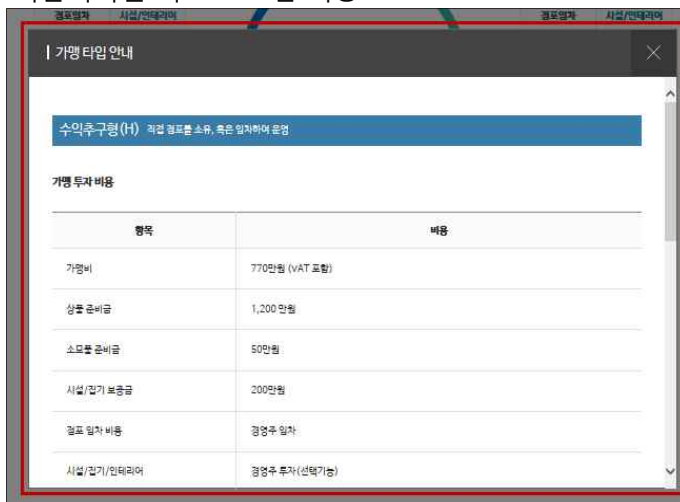 점포임차 시설/인테리어 점포임차 시설/인테리어
가맹 타입 안내
수익추구형(H) 직접 점포를 소유, 혹은 임차하여 운영
가맹 투자 비용
항목 비용
가맹비 770만원 (VAT 포함)
상품 준비금 1,200 만원
소모품 준비금 50만원
시설/집기 보증금 200만원
점포 임차 비용 경영주 임차
시설/집기/인테리어 경영주 투자(선택가능)